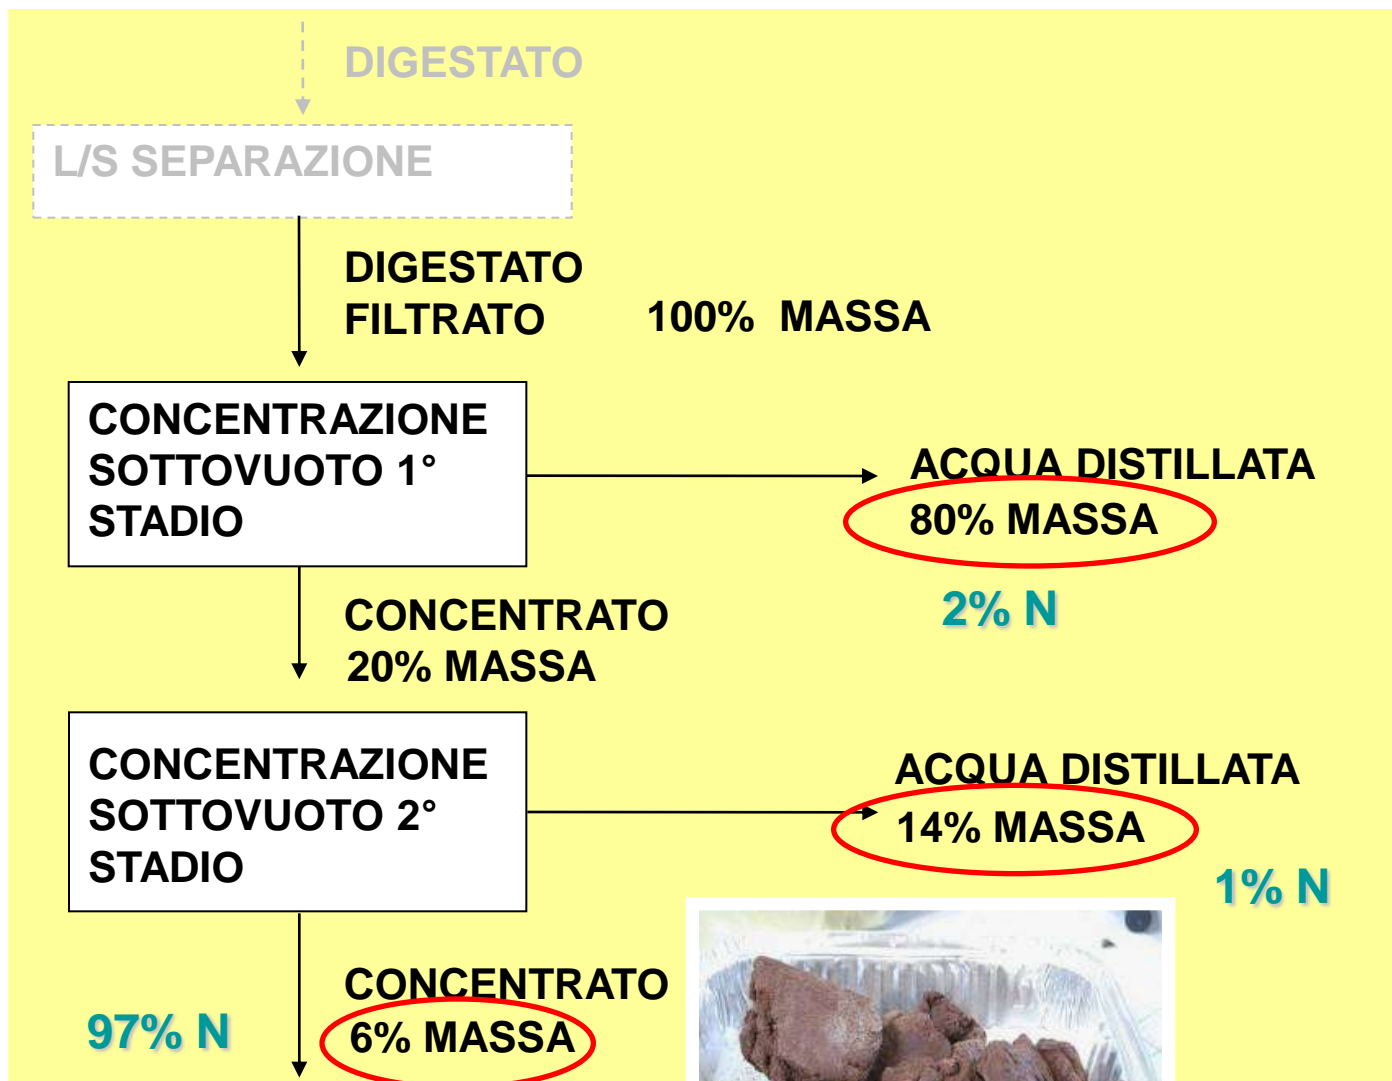 DIGESTATO
L/S SEPARAZIONE
DIGESTATO
FILTRATO
100% MASSA
CONCENTRAZIONE
SOTTOVUOTO 1°
STADIO
ACQUA DISTILLATA
80% MASSA
2% N
CONCENTRATO
20% MASSA
CONCENTRAZIONE
SOTTOVUOTO 2°
STADIO
ACQUA DISTILLATA
14% MASSA
1% N
CONCENTRATO
6% MASSA
97% N